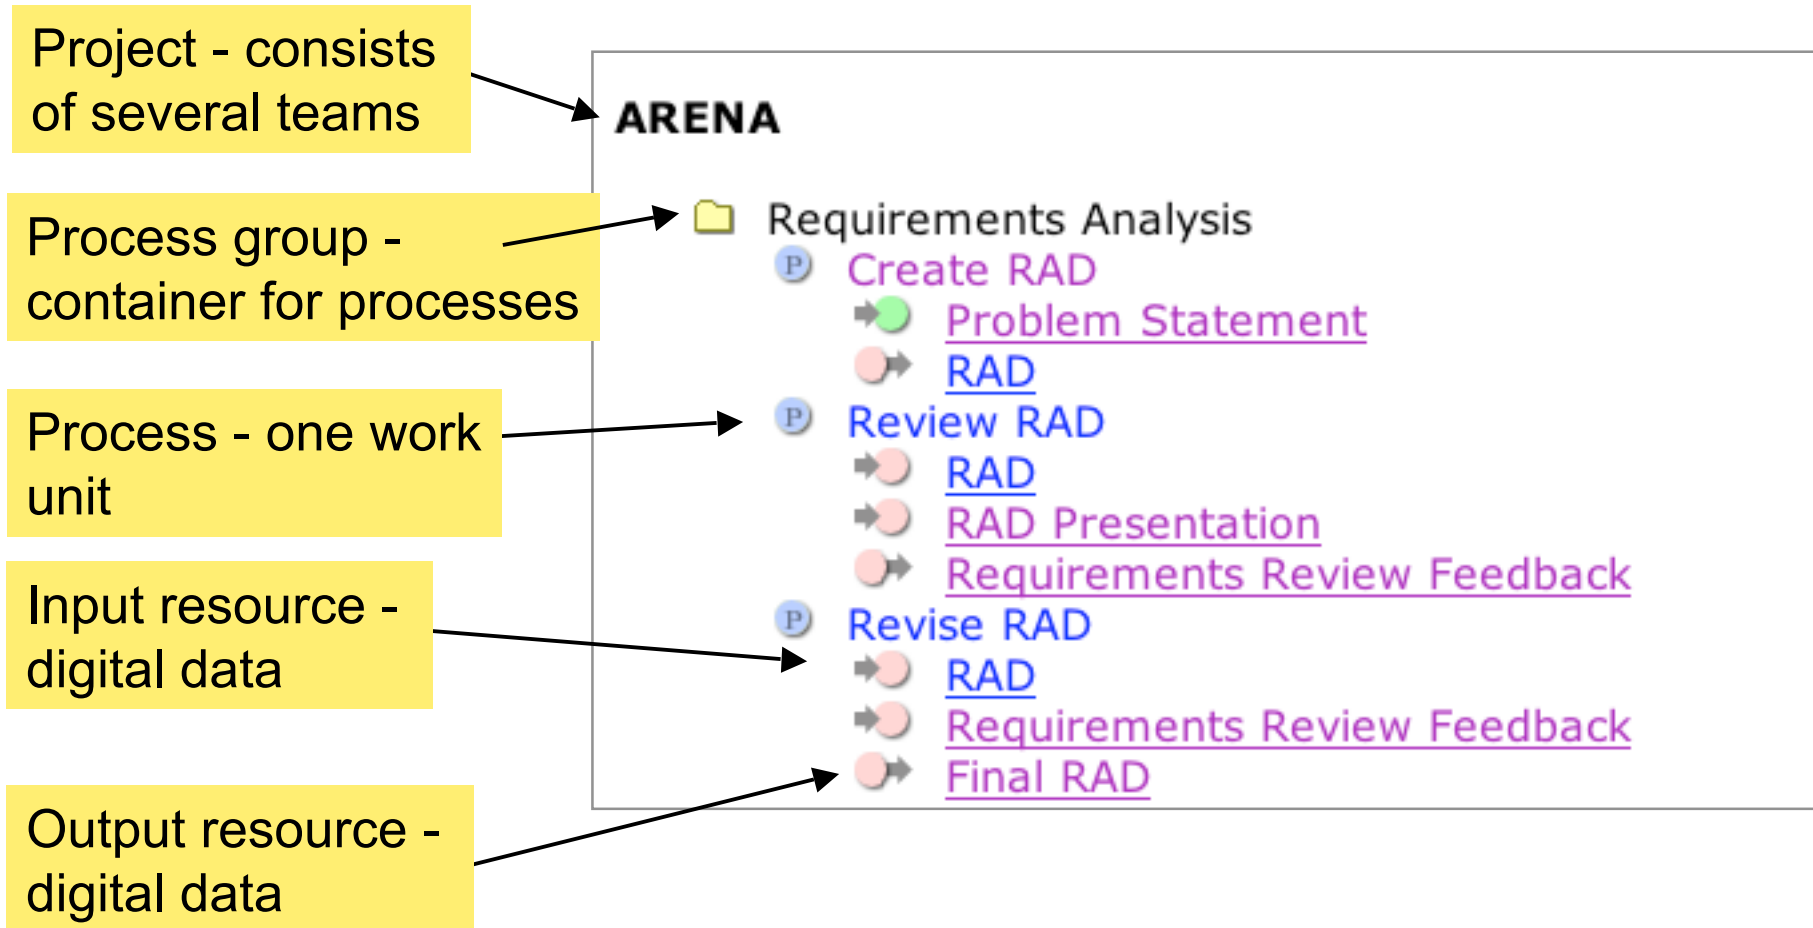 Project - consists
of several teams
ARENA
Process group -
container for processes
Requirements Analysis
P Create RAD
Problem Statement
RAD
Process - one work
unit
P Review RAD
RAD
RAD Presentation
Requirements Review Feedback
Input resource -
digital data
P Revise RAD
RAD
Requirements Review Feedback
Final RAD
Output resource -
digital data